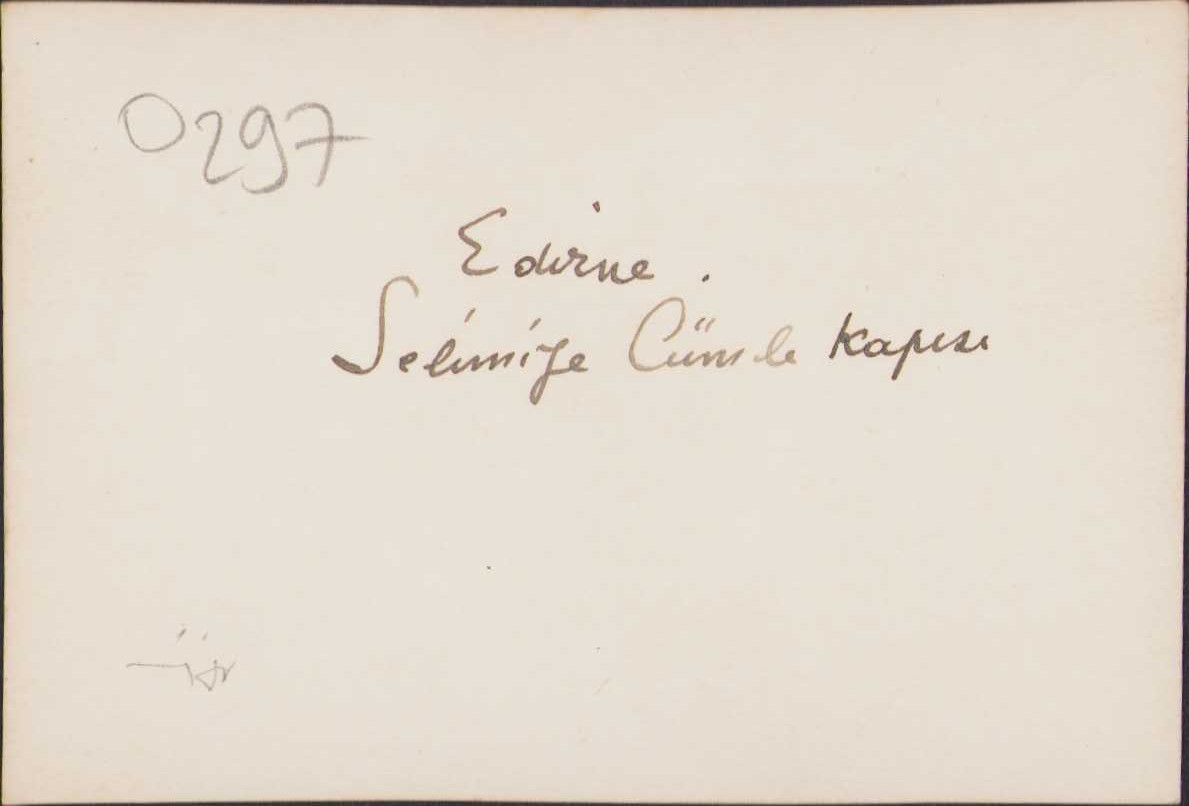 0297
Edirne.
Selimiye Cümle Kapısı